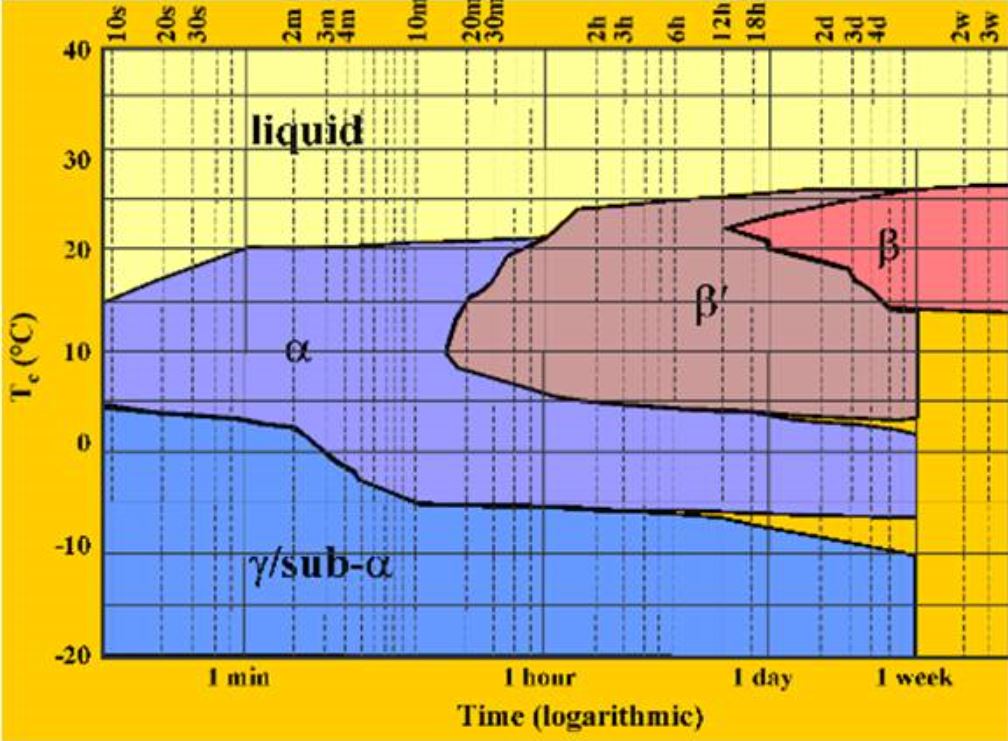 10s 20s 30s 2m 3m 4m 10m 20m 30m 2h 3h 6h 12h 18h 2d 3d 4d 2w 3w
40
liquid
30
20
β
β′
α
10
0
-10
γ/sub-α
-20
T_c (°C)
1 min 1 hour 1 day 1 week
Time (logarithmic)